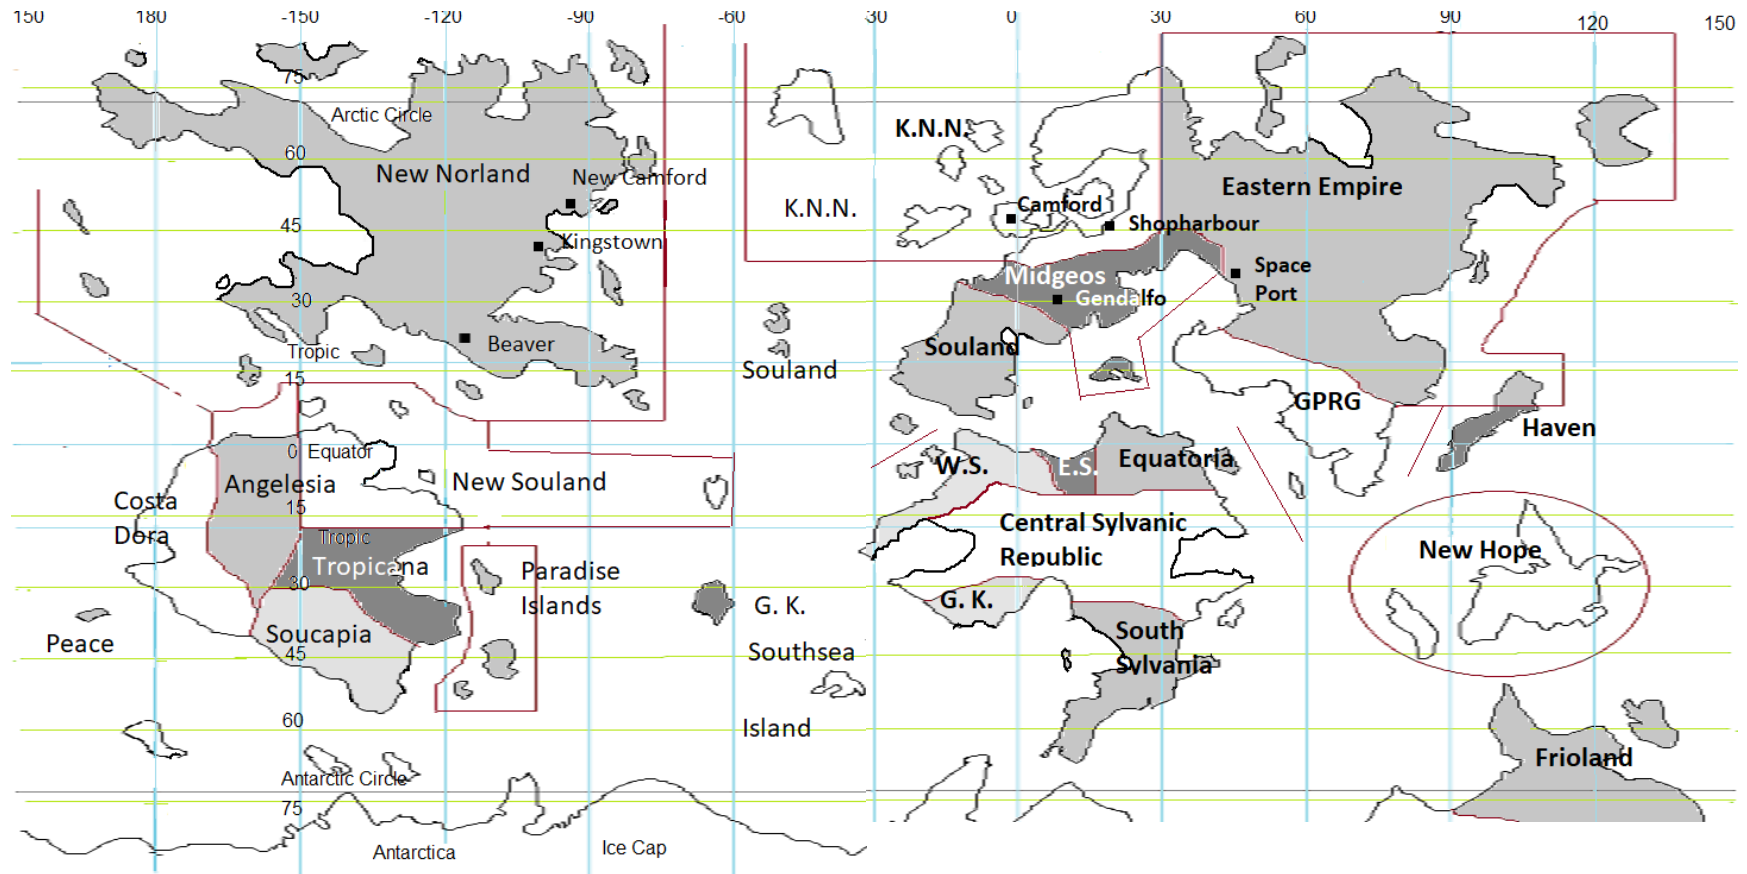 150 180 -150 -120 -90 -60 30 0 30 60 90 120 150
75
Arctic Circle
K.N.N.
60
New Norland
New Camford
Eastern Empire
K.N.N.
Camford
45
Kingstown
Shopharbour
Midgeos
Space
Port
30
Gendalfo
Beaver
Tropic
Souland
Souland
15
GPRG
Haven
0 Equator
W.S.
E.S.
Equatoria
Angelesia
New Souland
Costa
Dora
15
Central Sylvanic
Republic
Tropic
New Hope
Tropicana
Paradise
Islands
30
G. K.
G. K.
Peace
Soucapia
45
Southsea
South
Sylvania
60
Island
Frioland
Antarctic Circle
75
Antarctica
Ice Cap